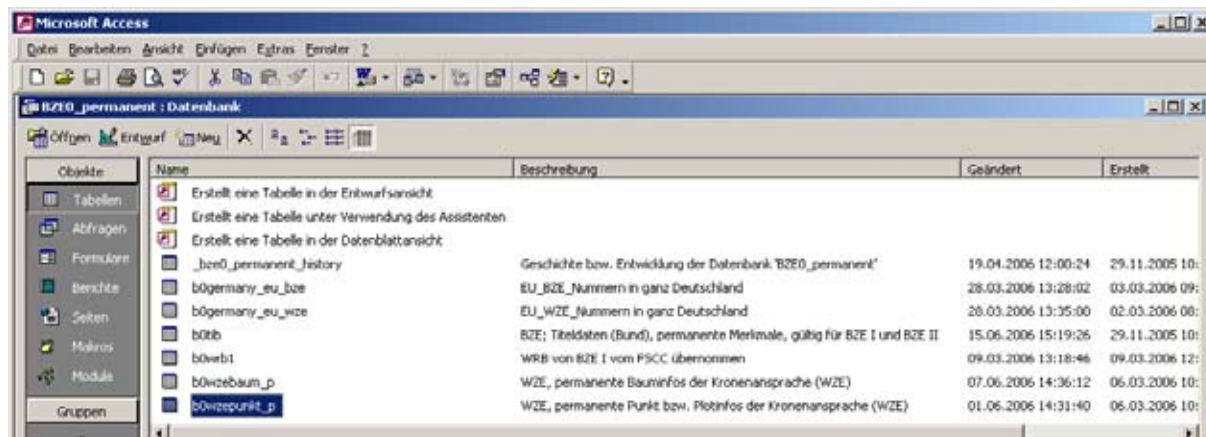 Microsoft Access
Datei Bearbeiten Ansicht Einfügen Extras Fenster ?
BZE0_permanent : Datenbank
Öffnen Entwurf Neu
Objekte Name Beschreibung Geändert Erstellt
Tabellen Erstellt eine Tabelle in der Entwurfsansicht
Erstellt eine Tabelle unter Verwendung des Assistenten
Abfragen Erstellt eine Tabelle in der Datenblattansicht
Formulare _bze0_permanent_history Geschichte bzw. Entwicklung der Datenbank 'BZE0_permanent' 19.04.2006 12:00:24 29.11.2005 10:
Berichte b0germany_eu_bze EU_BZE_Nummern in ganz Deutschland 28.03.2006 13:28:02 03.03.2006 09:
Seiten b0germany_eu_wze EU_WZE_Nummern in ganz Deutschland 28.03.2006 13:35:00 02.03.2006 08:
b0tib BZE; Titeldaten (Bund), permanente Merkmale, gültig für BZE I und BZE II 15.06.2006 15:19:26 29.11.2005 10:
Makros b0wrb1 WRB von BZE I vom FSCC übernommen 09.03.2006 13:18:46 09.03.2006 12:
Module b0wzebaum_p WZE, permanente Bauminfos der Kronenansprache (WZE) 07.06.2006 14:36:12 06.03.2006 10:
Gruppen b0wzepunkt_p WZE, permanente Punkt bzw. Plotinfos der Kronenansprache (WZE) 01.06.2006 14:31:40 06.03.2006 10: